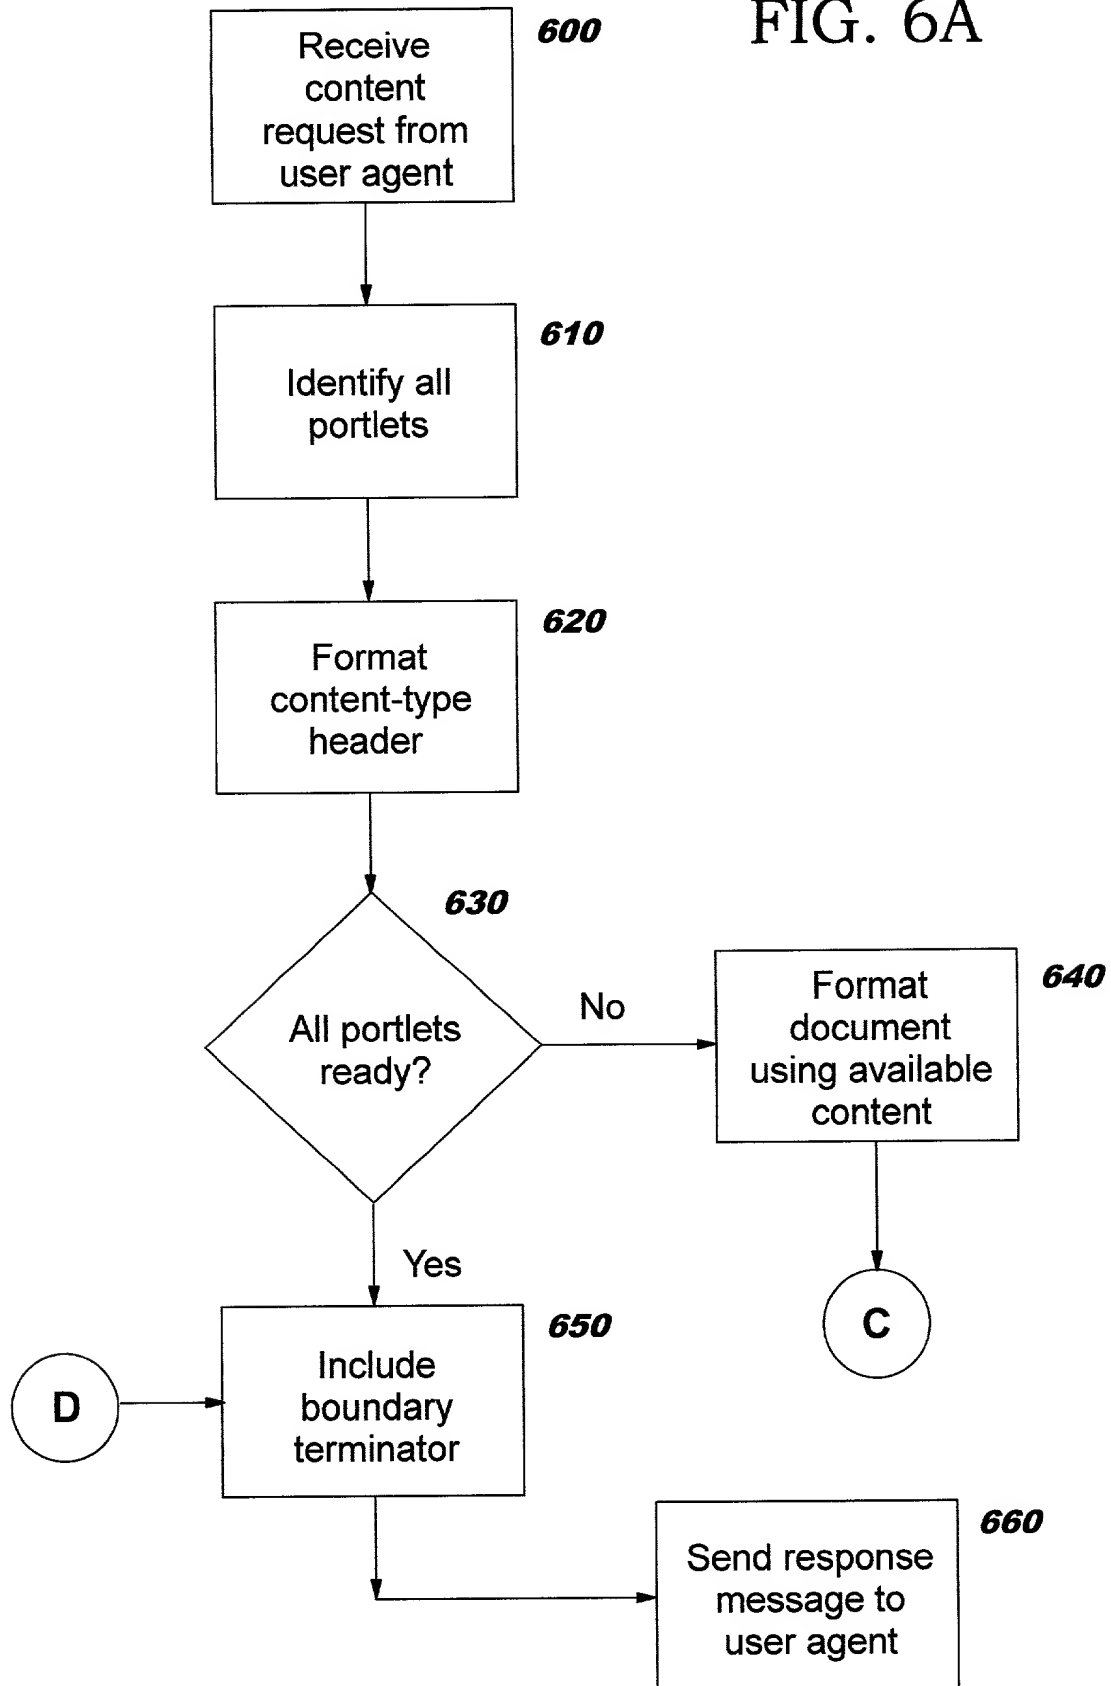 FIG. 6A
600
Receive
content
request from
user agent
610
Identify all
portlets
620
Format
content-type
header
630
All portlets
ready?
No
640
Format
document
using available
content
Yes
C
650
D
Include
boundary
terminator
660
Send response
message to
user agent